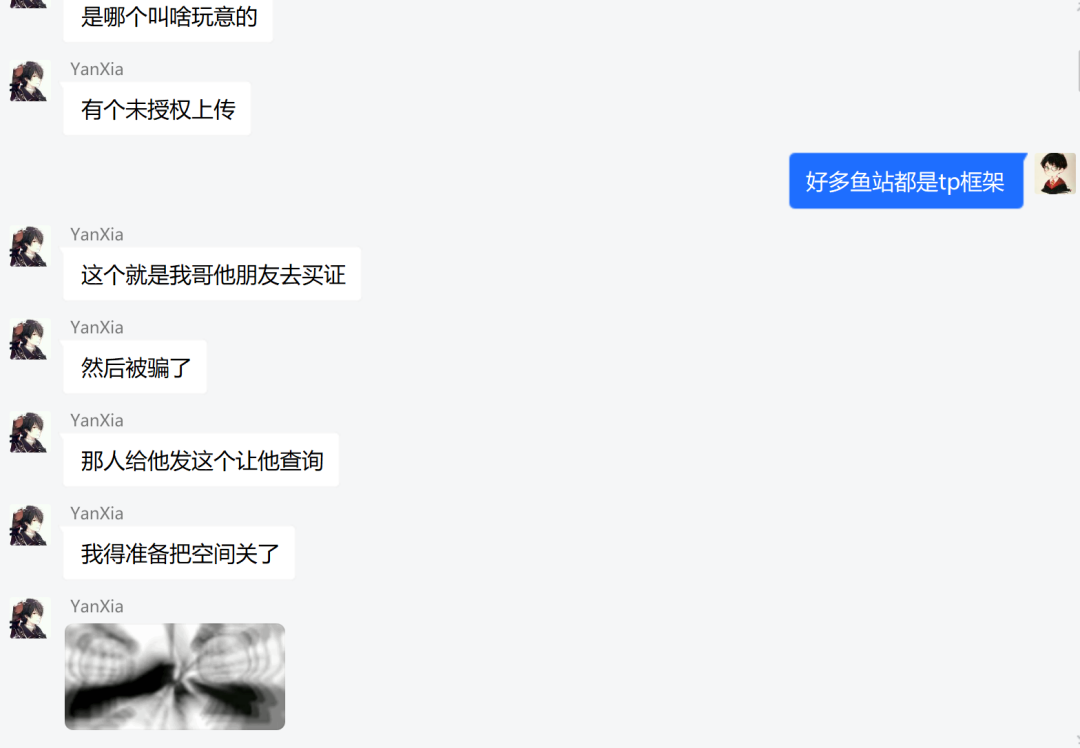 是哪个叫啥玩意的
YanXia
有个未授权上传
好多鱼站都是tp框架
YanXia
这个就是我哥他朋友去买证
YanXia
然后被骗了
YanXia
那人给他发这个让他查询
YanXia
我得准备把空间关了
YanXia